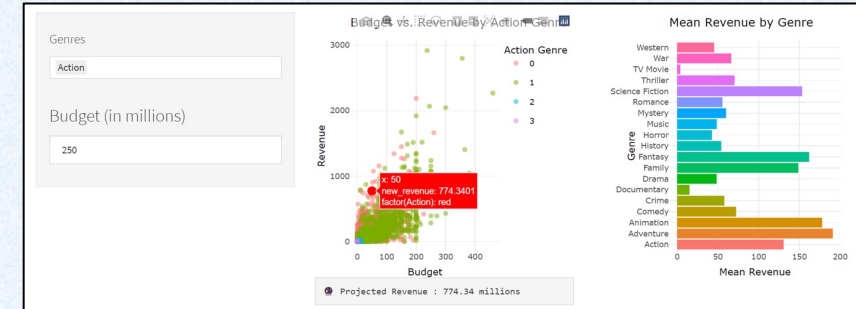 Genres
Action
Budget (in millions)
250
Budget vs. Revenue by Action Genre
Action Genre
0
1
2
3
3000
2000
1000
0
Revenue
x: 50
new_revenue: 774.3401
factor(Action): red
0 100 200 300 400
Budget
Projected Revenue : 774.34 millions
Mean Revenue by Genre
Genre
Western
War
TV Movie
Thriller
Science Fiction
Romance
Mystery
Music
Horror
History
Fantasy
Family
Drama
Documentary
Crime
Comedy
Animation
Adventure
Action
0 50 100 150 200
Mean Revenue